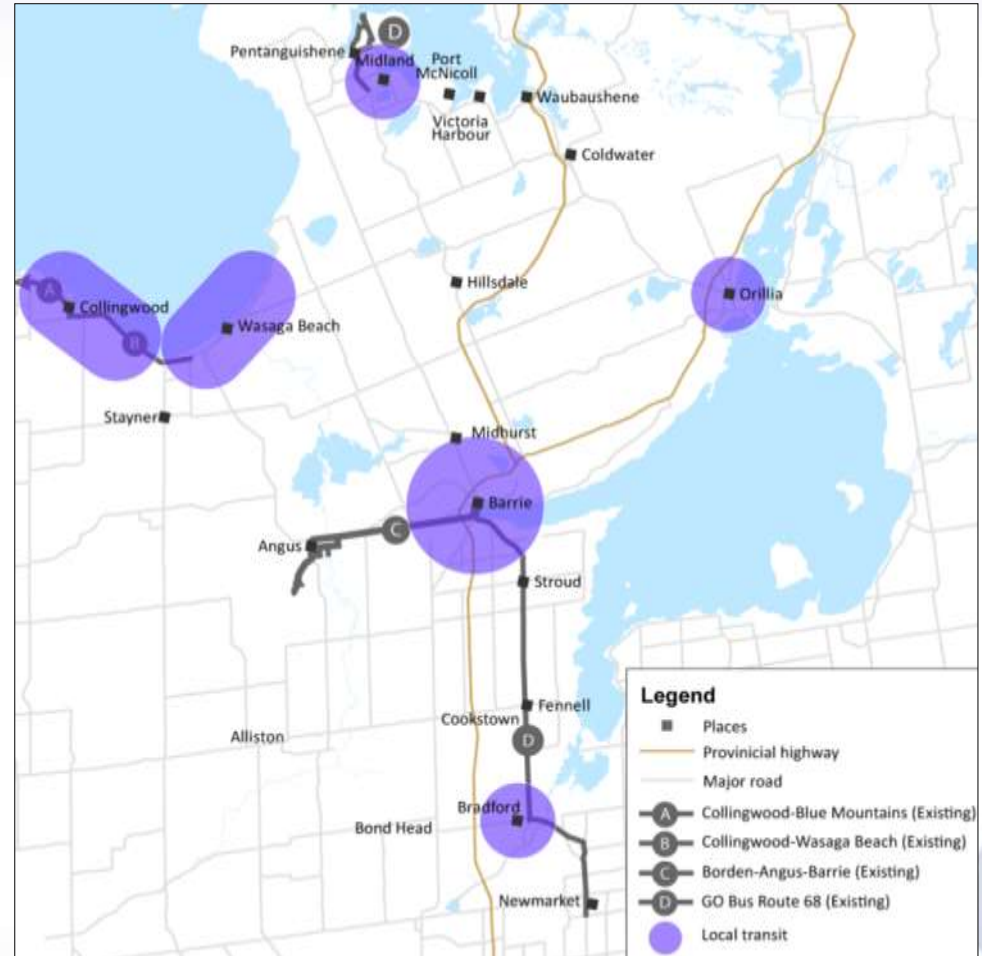 D
Pentanguishene
Midland
Port
McNicoll
Waubaushene
Victoria
Harbour
Coldwater
Hillsdale
A
Collingwood
Orillia
Wasaga Beach
B
Stayner
Midhurst
Barrie
C
Angus
Stroud
Fennell
Cookstown
Alliston
D
Bradford
Bond Head
Newmarket
Legend
Places
Provinicial highway
Major road
A Collingwood-Blue Mountains (Existing)
B Collingwood-Wasaga Beach (Existing)
C Borden-Angus-Barrie (Existing)
D GO Bus Route 68 (Existing)
Local transit